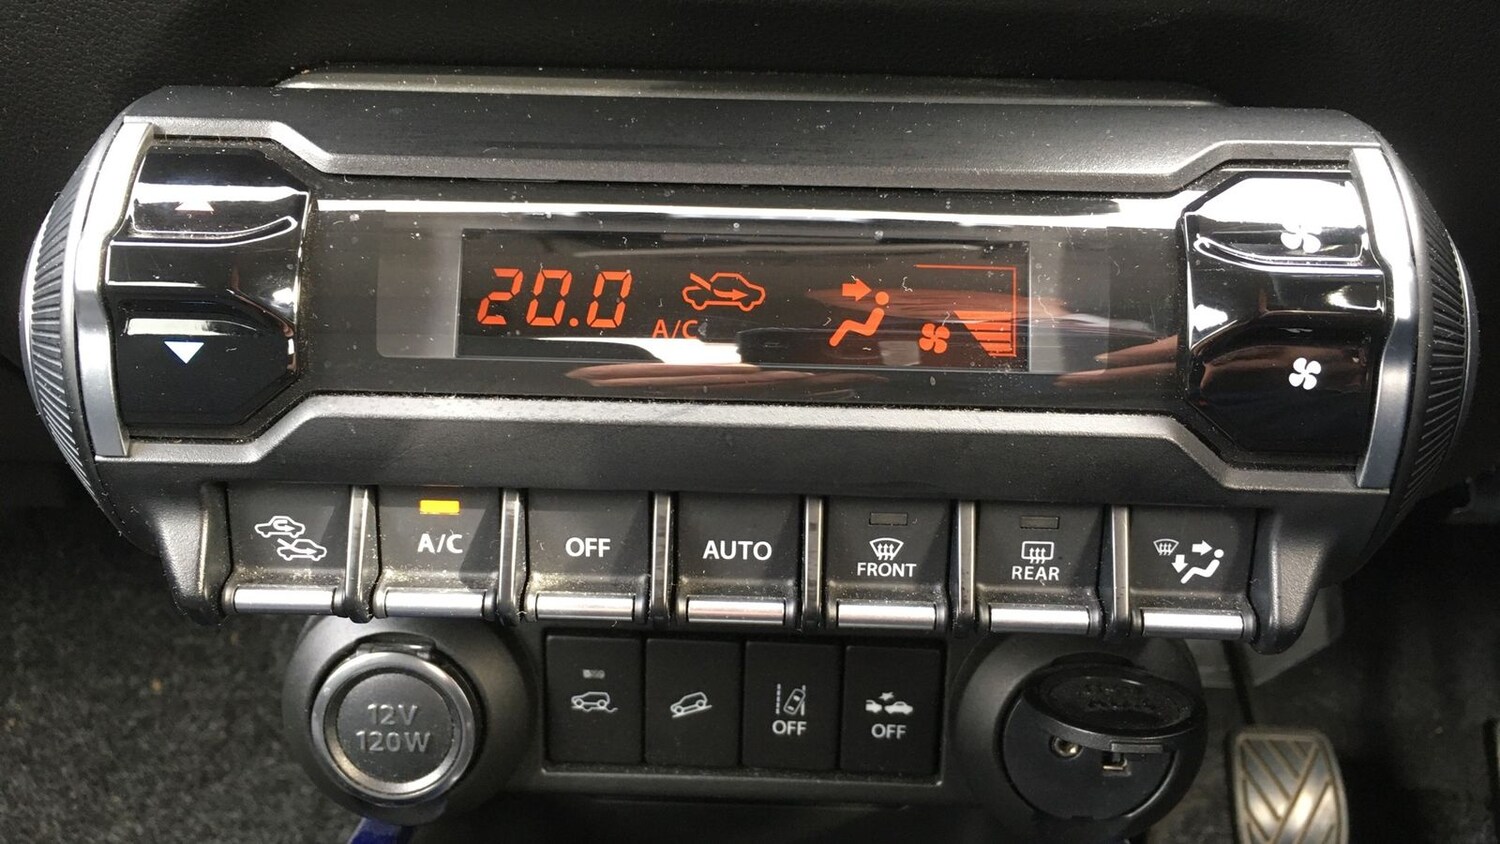 20.0
A/C
A/C
OFF
AUTO
FRONT
REAR
12V
120W
OFF
OFF